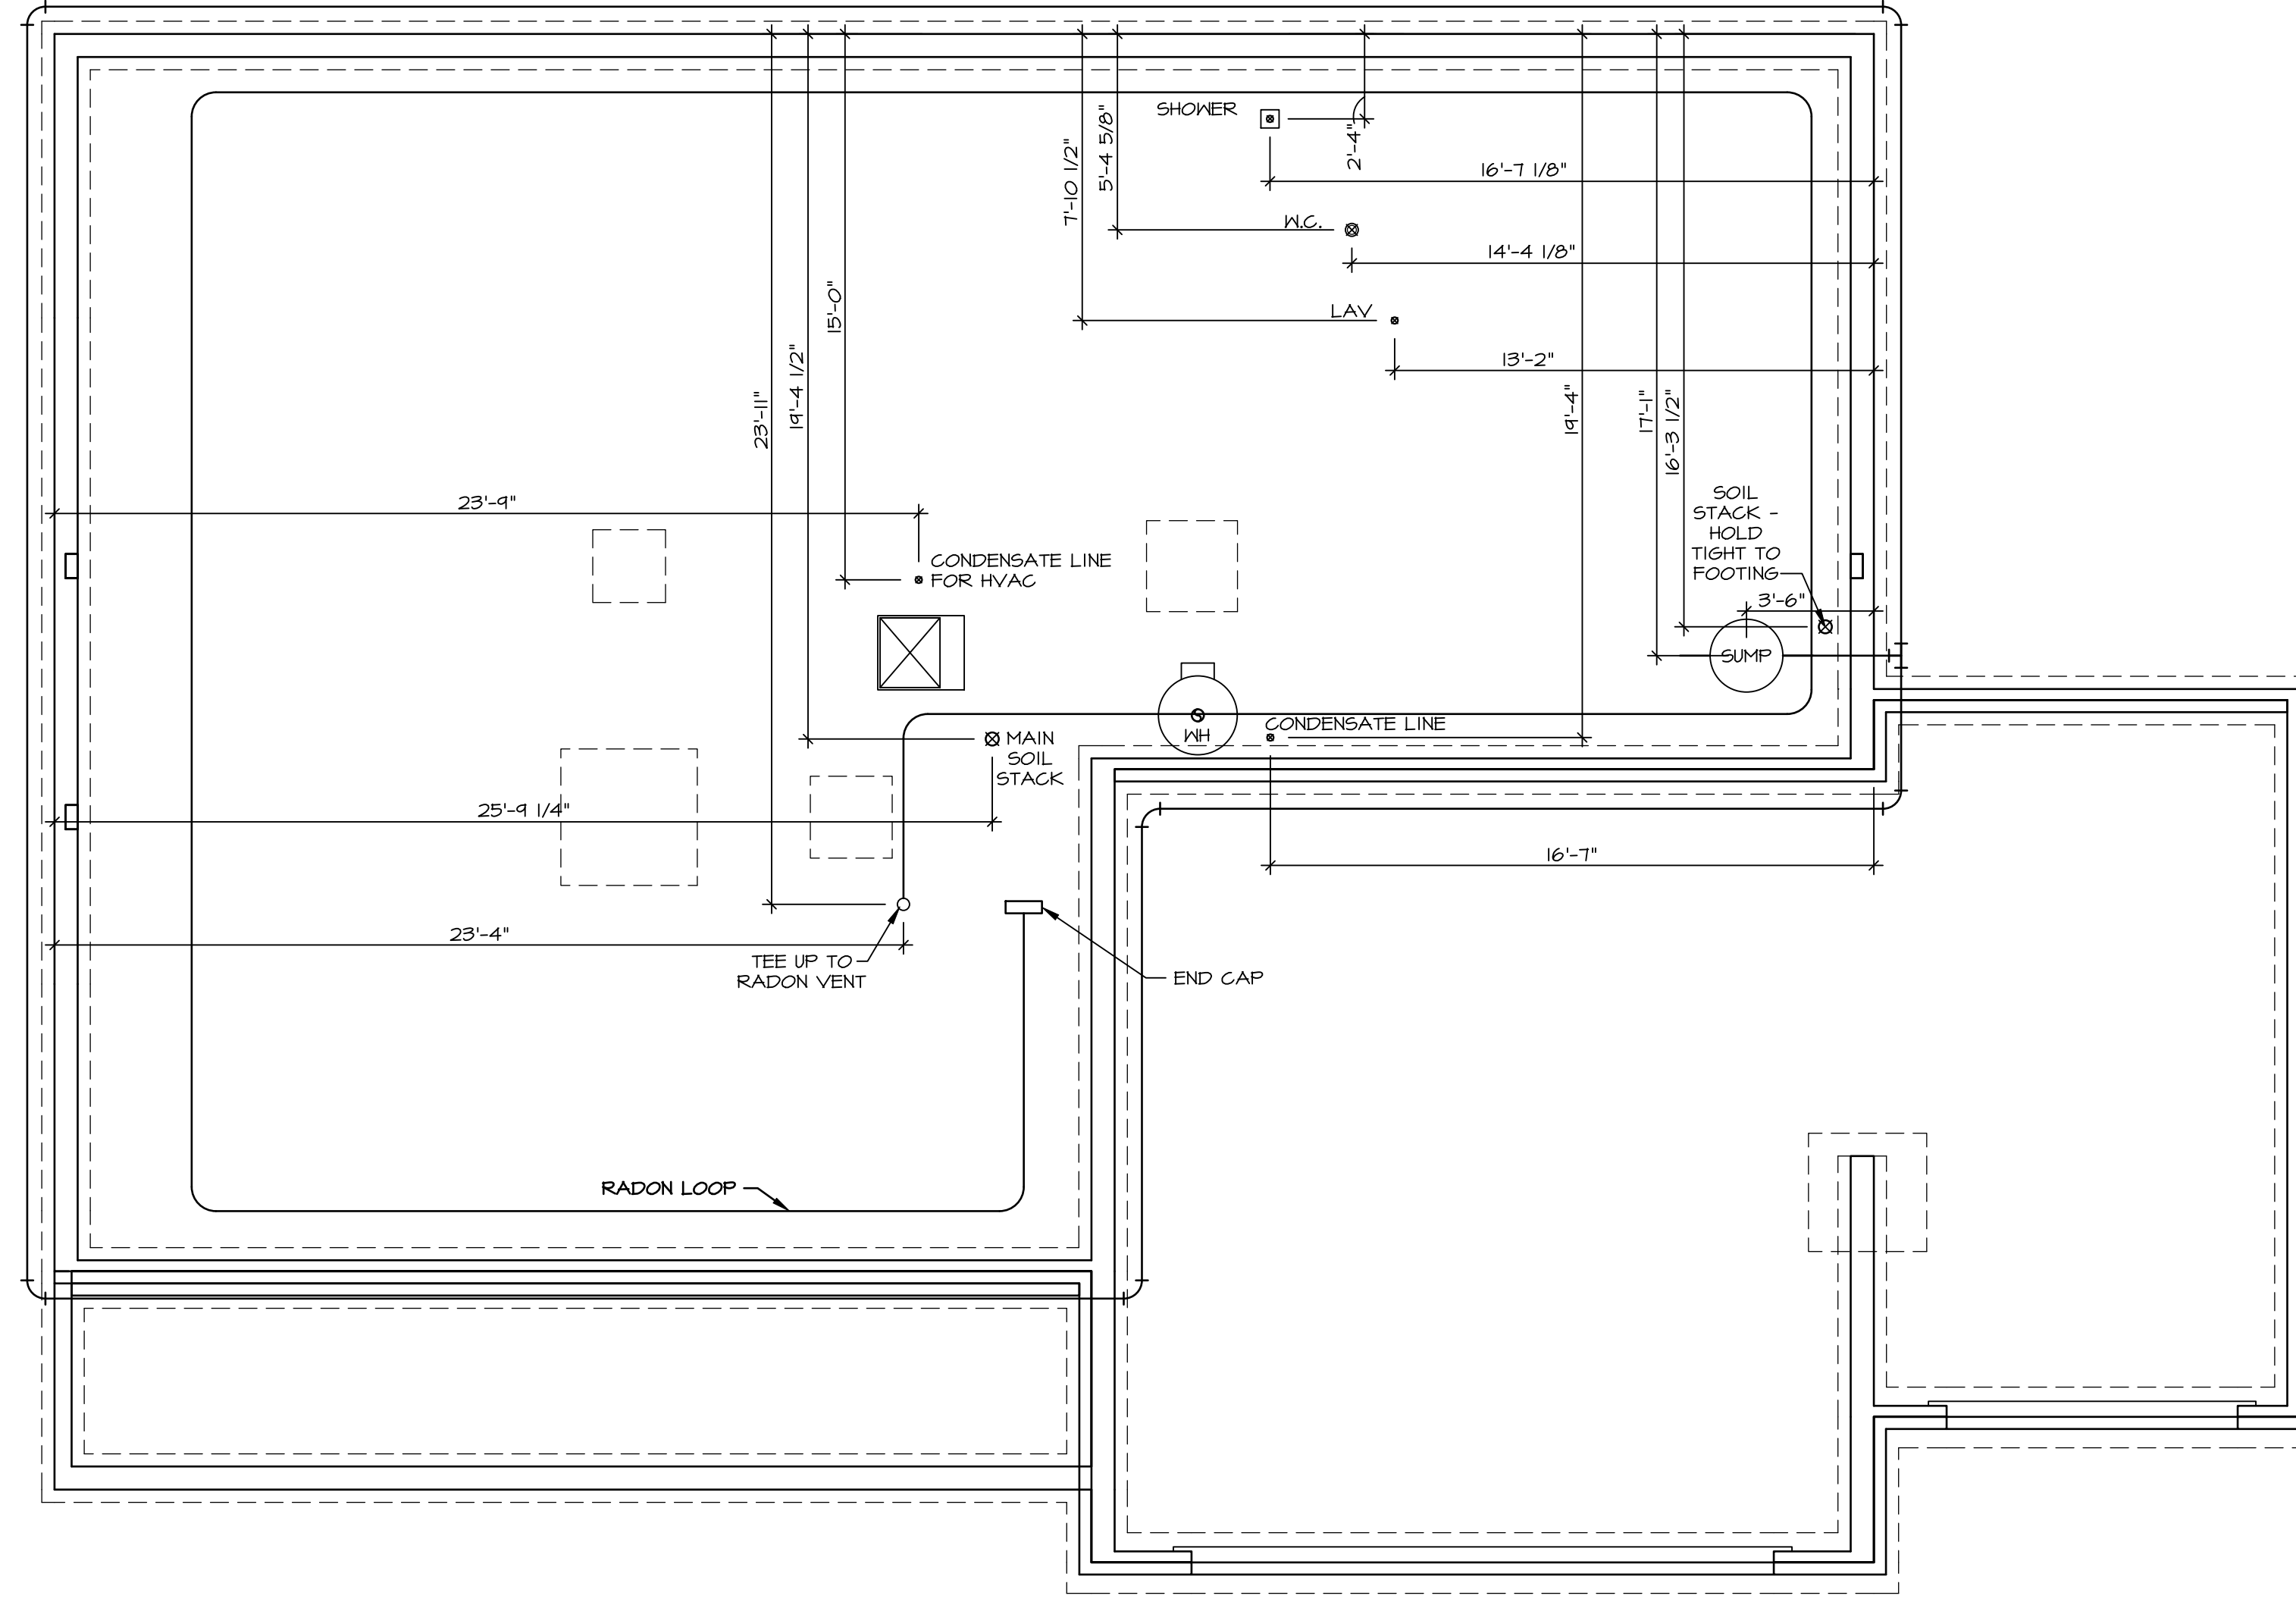 SHOWER
2'-4"
5'-4 5/8"
7'-10 1/2"
16'-7 1/8"
W.C.
14'-4 1/8"
LAV
15'-0"
13'-2"
19'-4 1/2"
23'-11"
19'-4"
17'-1"
16'-3 1/2"
23'-9"
SOIL
STACK -
HOLD
TIGHT TO
FOOTING
CONDENSATE LINE
FOR HVAC
3'-6"
SUMP
CONDENSATE LINE
WH
MAIN
SOIL
STACK
25'-9 1/4"
16'-7"
23'-4"
TEE UP TO
RADON VENT
END CAP
RADON LOOP